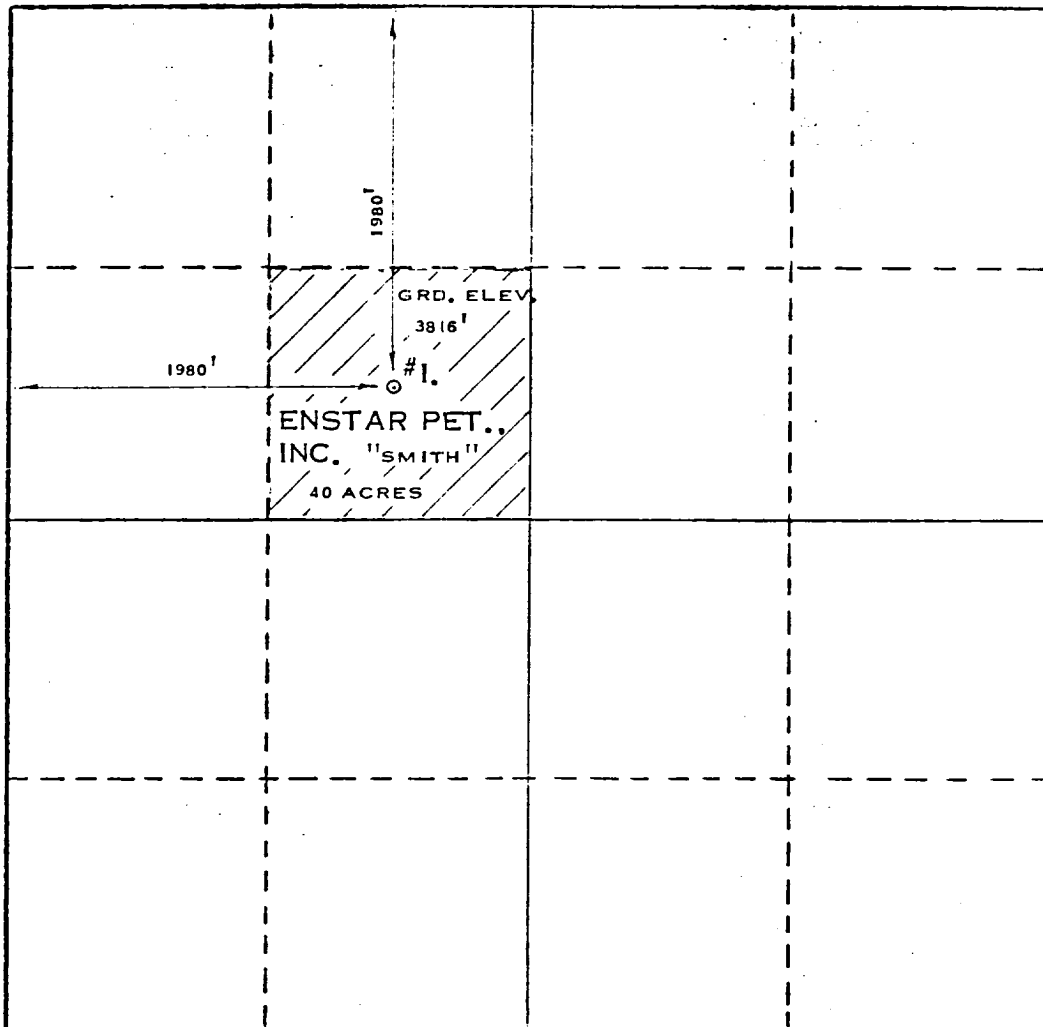 1980'
GRD. ELEV.
3816'
1980'
#1.
ENSTAR PET.,
INC. "SMITH"
40 ACRES